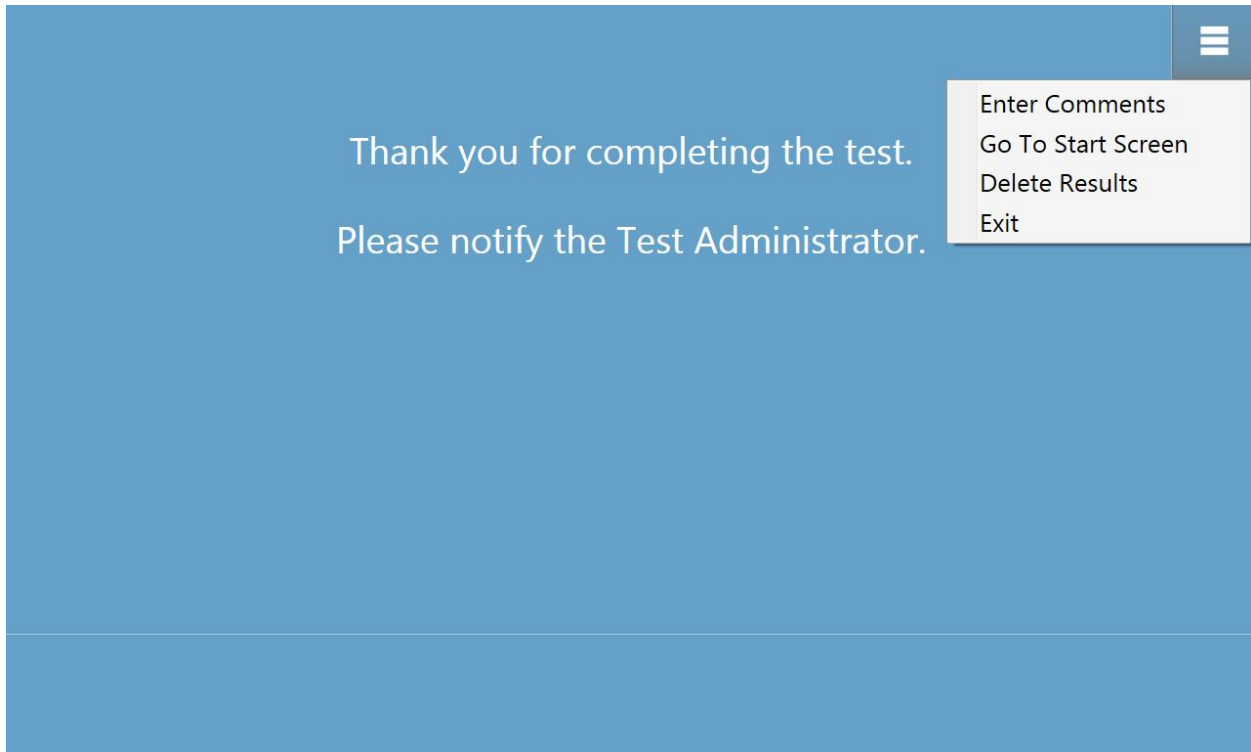 Thank you for completing the test.
Please notify the Test Administrator.
Enter Comments
Go To Start Screen
Delete Results
Exit